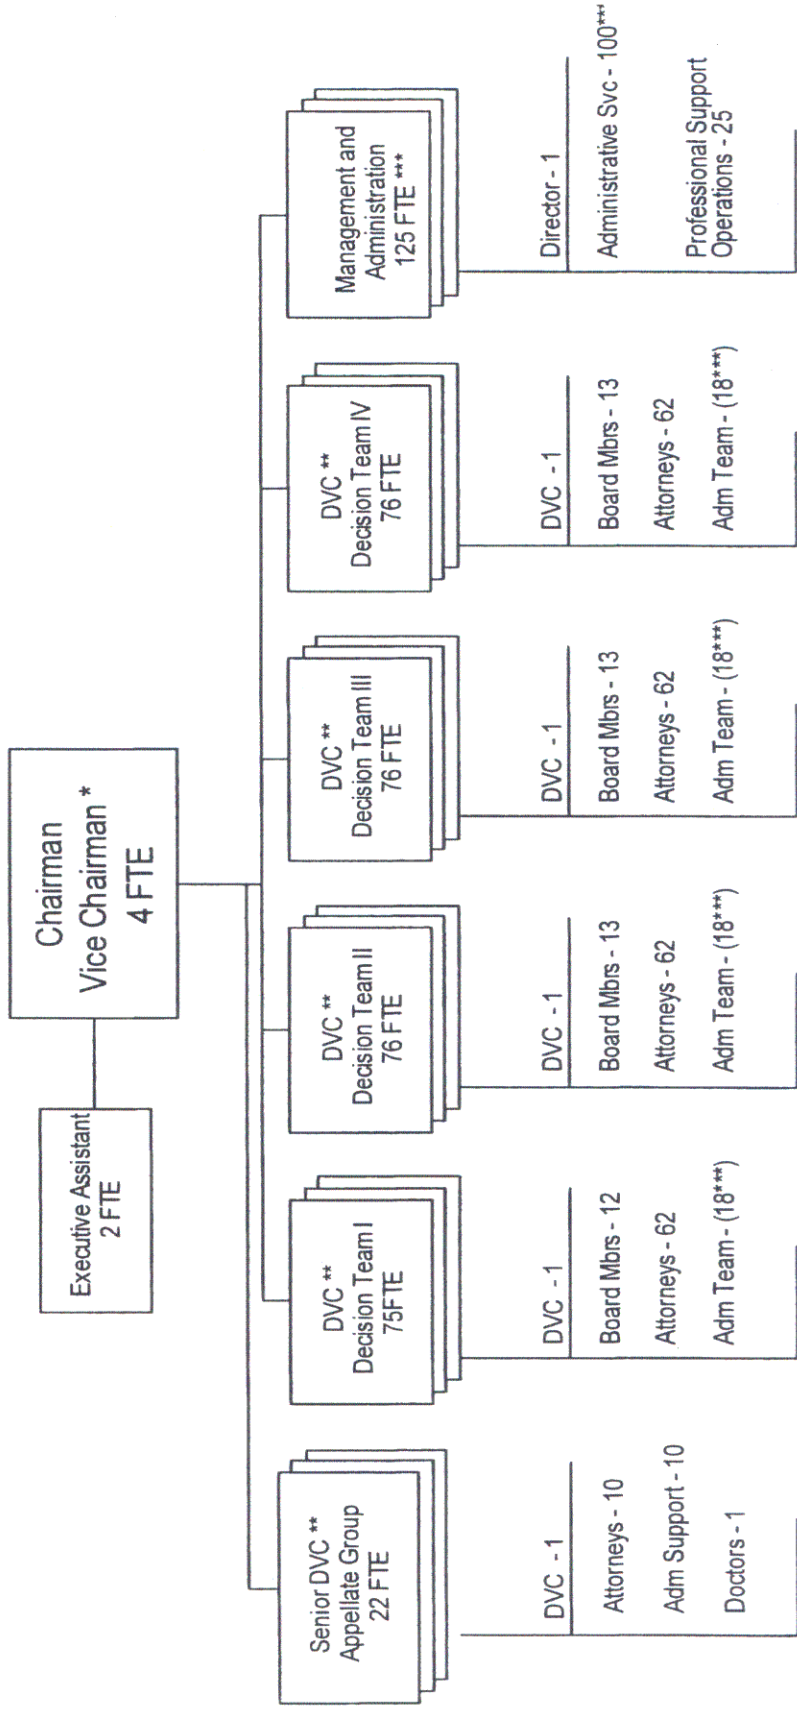 Chairman
Vice Chairman *
4 FTE
Executive Assistant
2 FTE
Senior DVC **
Appellate Group
22 FTE
DVC - 1
Attorneys - 10
Adm Support - 10
Doctors - 1
DVC **
Decision Team I
75FTE
DVC - 1
Board Mbrs - 12
Attorneys - 62
Adm Team - (18***)
DVC **
Decision Team II
76 FTE
DVC - 1
Board Mbrs - 13
Attorneys - 62
Adm Team - (18***)
DVC **
Decision Team III
76 FTE
DVC - 1
Board Mbrs - 13
Attorneys - 62
Adm Team - (18***)
DVC **
Decision Team IV
76 FTE
DVC - 1
Board Mbrs - 13
Attorneys - 62
Adm Team - (18***)
Management and
Administration
125 FTE ***
Director - 1
Administrative Svc - 100***
Professional Support
Operations - 25